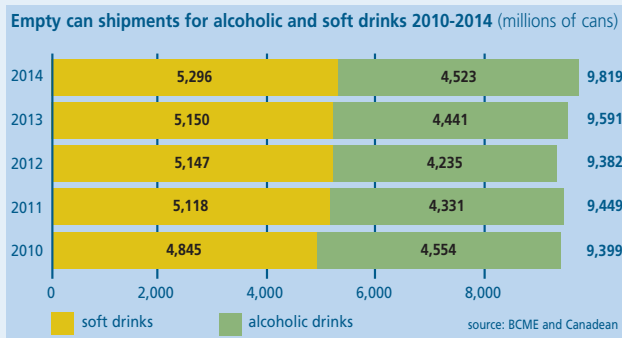 Empty can shipments for alcoholic and soft drinks 2010-2014 (millions of cans)
2014 5,296 4,523 9,819
2013 5,150 4,441 9,591
2012 5,147 4,235 9,382
2011 5,118 4,331 9,449
2010 4,845 4,554 9,399
0 2,000 4,000 6,000 8,000
soft drinks alcoholic drinks source: BCME and Canadean